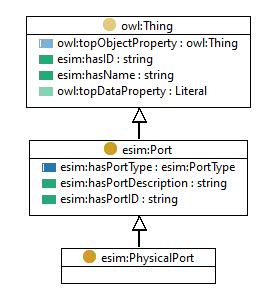 owl:Thing
owl:topObjectProperty : owl:Thing
esim:hasID : string
esim:hasName : string
owl:topDataProperty : Literal
esim:Port
esim:hasPortType : esim:PortType
esim:hasPortDescription : string
esim:hasPortID : string
esim:PhysicalPort